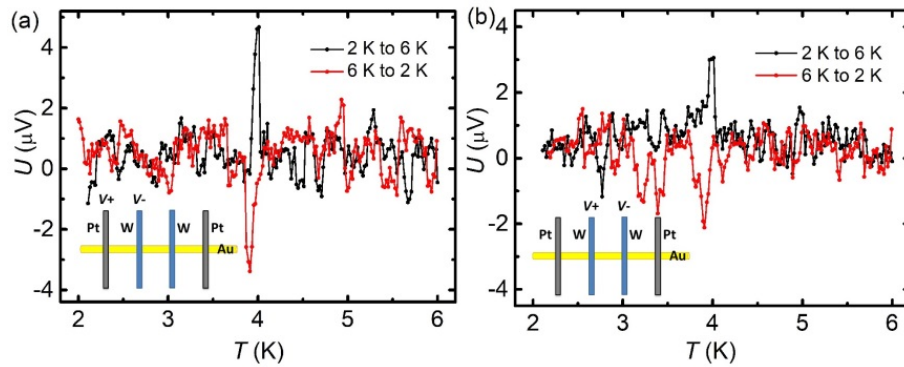 (a)
2 K to 6 K
6 K to 2 K
U (μV)
4
2
0
-2
-4
V+ V-
Pt W W Pt
Au
2 3 4 5 6
T (K)
(b)
2 K to 6 K
6 K to 2 K
U (μV)
4
2
0
-2
-4
V+ V-
Pt W W Pt
Au
2 3 4 5 6
T (K)